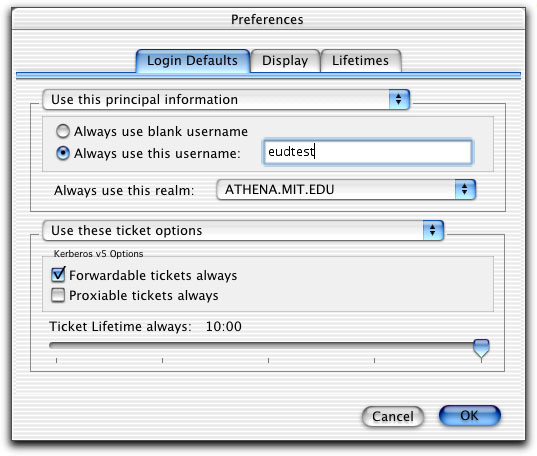 Preferences
Login Defaults Display Lifetimes
Use this principal information
Always use blank username
Always use this username: eudtest
Always use this realm: ATHENA.MIT.EDU
Use these ticket options
Kerberos v5 Options
Forwardable tickets always
Proxiable tickets always
Ticket Lifetime always: 10:00
Cancel OK